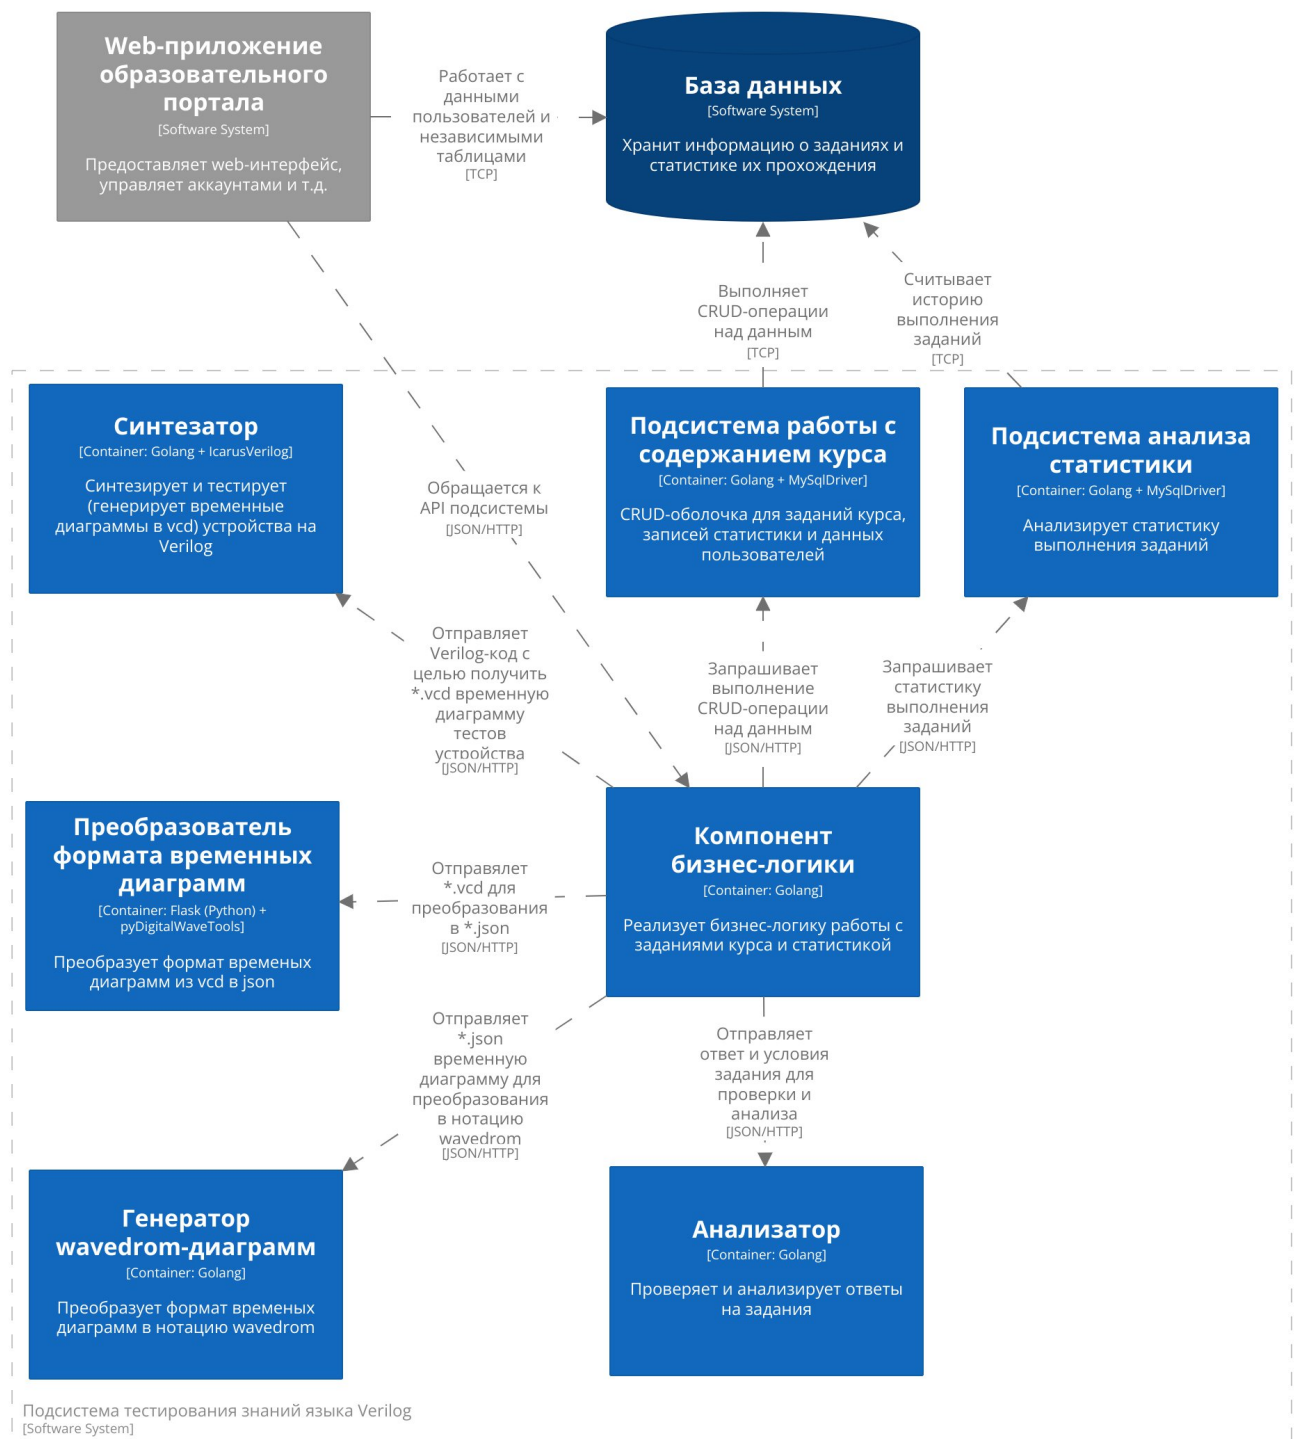 Web-приложение
образовательного
портала
[Software System]
Предоставляет web-интерфейс,
управляет аккаунтами и т.д.
Работает с
данными
пользователей и
независимыми
таблицами
[TCP]
База данных
[Software System]
Хранит информацию о заданиях и
статистике их прохождения
Выполняет
CRUD-операции
над данным
[TCP]
Считывает
историю
выполнения
заданий
[TCP]
Синтезатор
[Container: Golang + IcarusVerilog]
Синтезирует и тестирует
(генерирует временные
диаграммы в vcd) устройства на
Verilog
Обращается к
API подсистемы
[JSON/HTTP]
Подсистема работы с
содержанием курса
[Container: Golang + MySqlDriver]
CRUD-оболочка для заданий курса,
записей статистики и данных
пользователей
Подсистема анализа
статистики
[Container: Golang + MySqlDriver]
Анализирует статистику
выполнения заданий
Отправляет
Verilog-код с
целью получить
*.vcd временную
диаграмму
тестов
устройства
[JSON/HTTP]
Запрашивает
выполнение
CRUD-операции
над данным
[JSON/HTTP]
Запрашивает
статистику
выполнения
заданий
[JSON/HTTP]
Преобразователь
формата временных
диаграмм
[Container: Flask (Python) +
pyDigitalWaveTools]
Преобразует формат временых
диаграмм из vcd в json
Отправялет
*.vcd для
преобразования
в *.json
[JSON/HTTP]
Компонент
бизнес-логики
[Container: Golang]
Реализует бизнес-логику работы с
заданиями курса и статистикой
Отправляет
*.json
временную
диаграмму для
преобразования
в нотацию
wavedrom
[JSON/HTTP]
Отправляет
ответ и условия
задания для
проверки и
анализа
[JSON/HTTP]
Генератор
wavedrom-диаграмм
[Container: Golang]
Преобразует формат временых
диаграмм в нотацию wavedrom
Анализатор
[Container: Golang]
Проверяет и анализирует ответы
на задания
Подсистема тестирования знаний языка Verilog
[Software System]